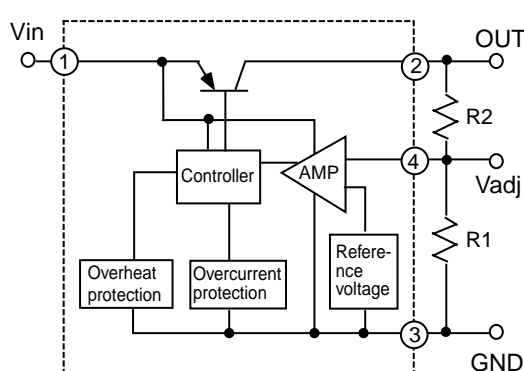 Vin
1
2
OUT
R2
4
Controller
AMP
Vadj
R1
Overheat
protection
Overcurrent
protection
Refere-
nce
voltage
3
GND